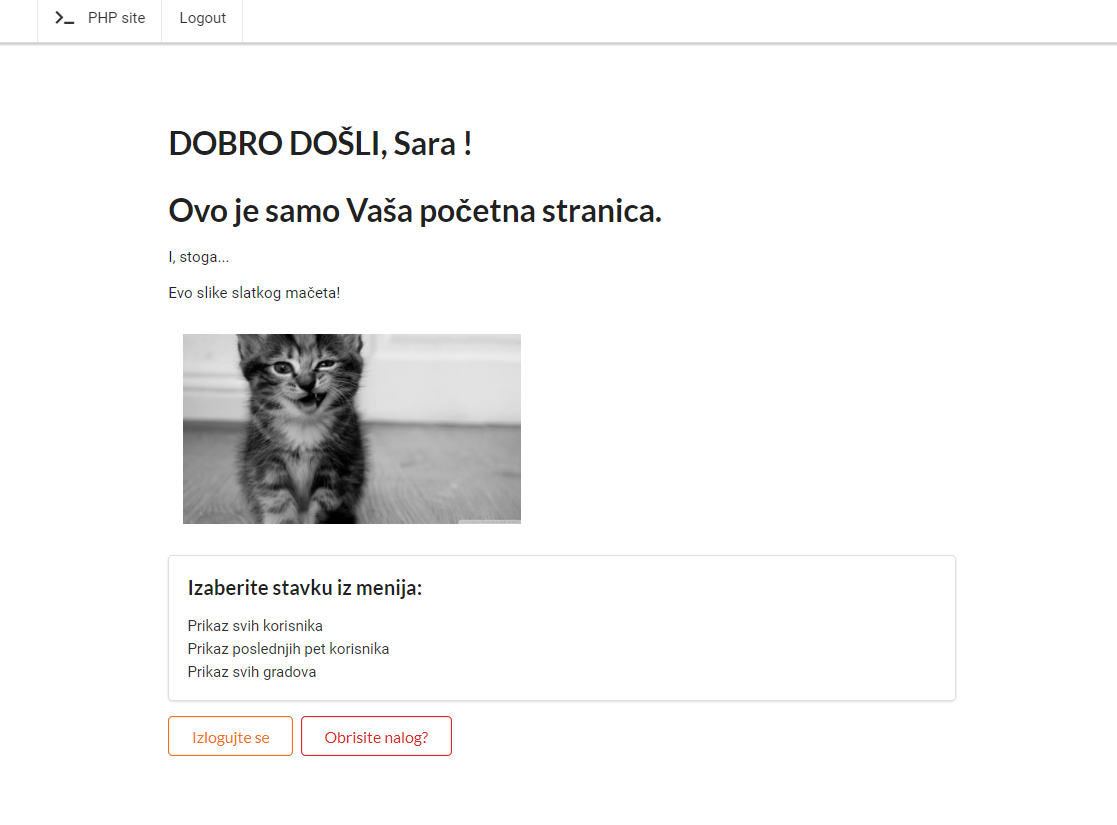 PHP site
Logout
DOBRO DOŠLI, Sara !
Ovo je samo Vaša početna stranica.
I, stoga...
Evo slike slatkog mačeta!
Izaberite stavku iz menija:
Prikaz svih korisnika
Prikaz poslednjih pet korisnika
Prikaz svih gradova
Izlogujte se
Obrisite nalog?